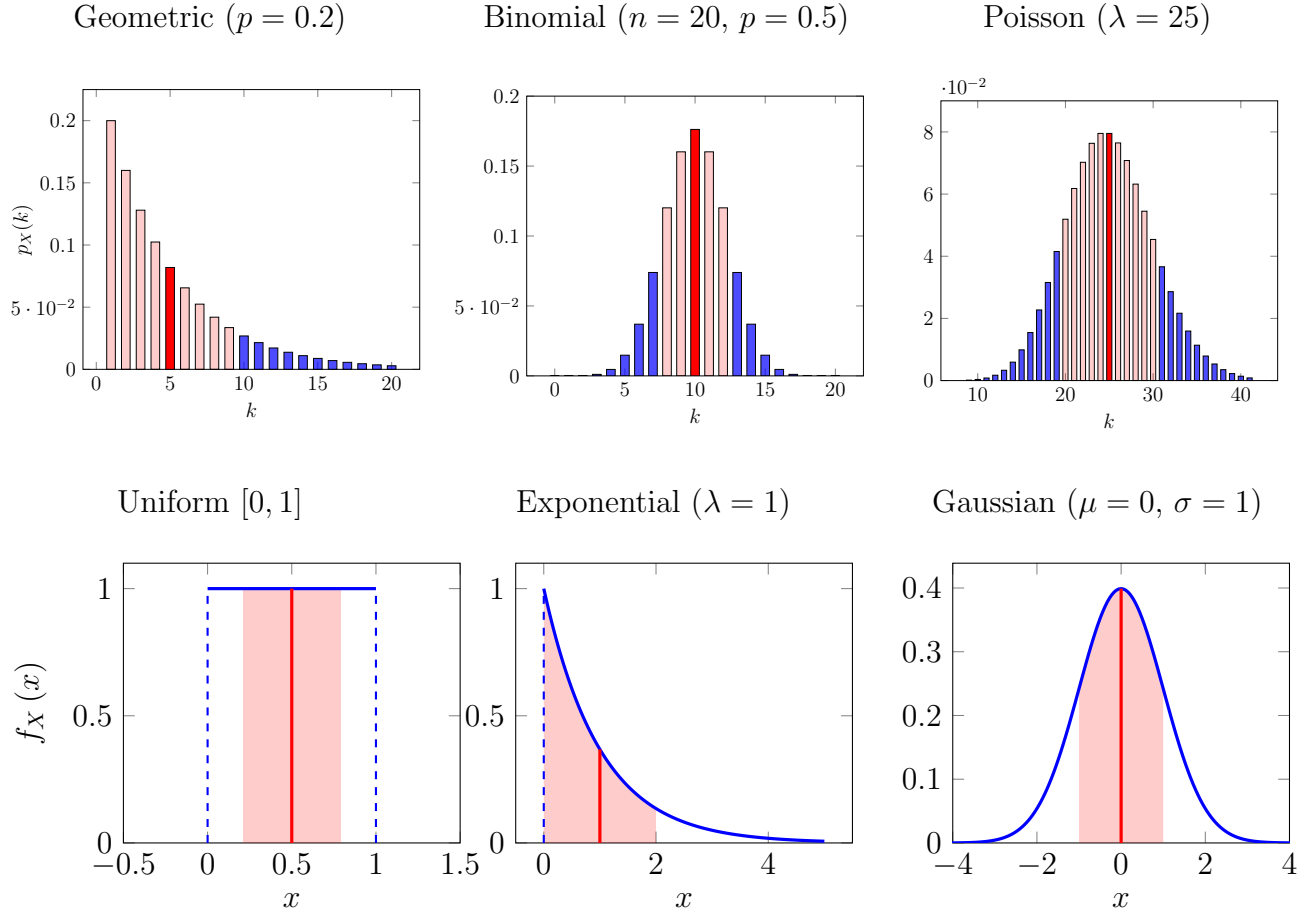 Geometric (p = 0.2)
Binomial (n = 20, p = 0.5)
Poisson (λ = 25)
p_X(k)
0.2
0.15
0.1
5 · 10⁻²
0
0 5 10 15 20
k
0.2
0.15
0.1
5 · 10⁻²
0
0 5 10 15 20
k
·10⁻²
8
6
4
2
0
10 20 30 40
k
Uniform [0, 1]
Exponential (λ = 1)
Gaussian (μ = 0, σ = 1)
f_X (x)
1
0.5
0
−0.5 0 0.5 1 1.5
x
1
0.5
0
0 2 4
x
0.4
0.3
0.2
0.1
0
−4 −2 0 2 4
x